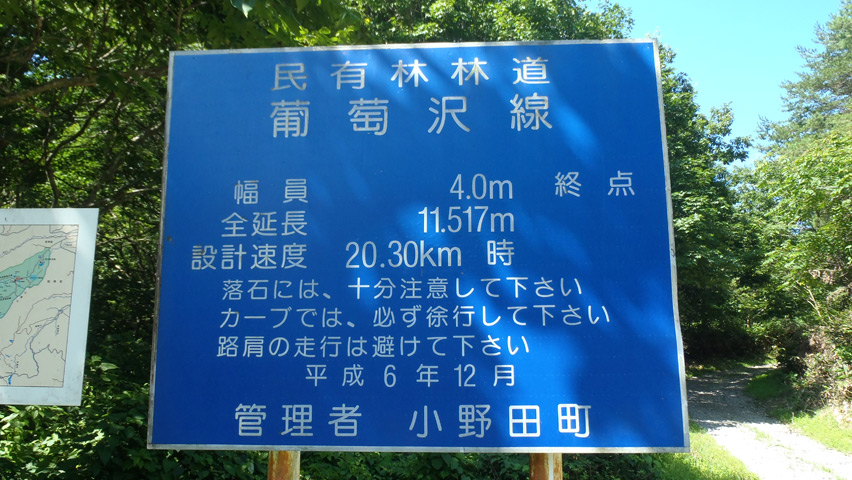 民有林林道
葡萄沢線
幅員 4.0m 終点
全延長 11.517m
設計速度 20.30km 時
落石には、十分注意して下さい
カーブでは、必ず徐行して下さい
路肩の走行は避けて下さい
平成6年12月
管理者 小野田町